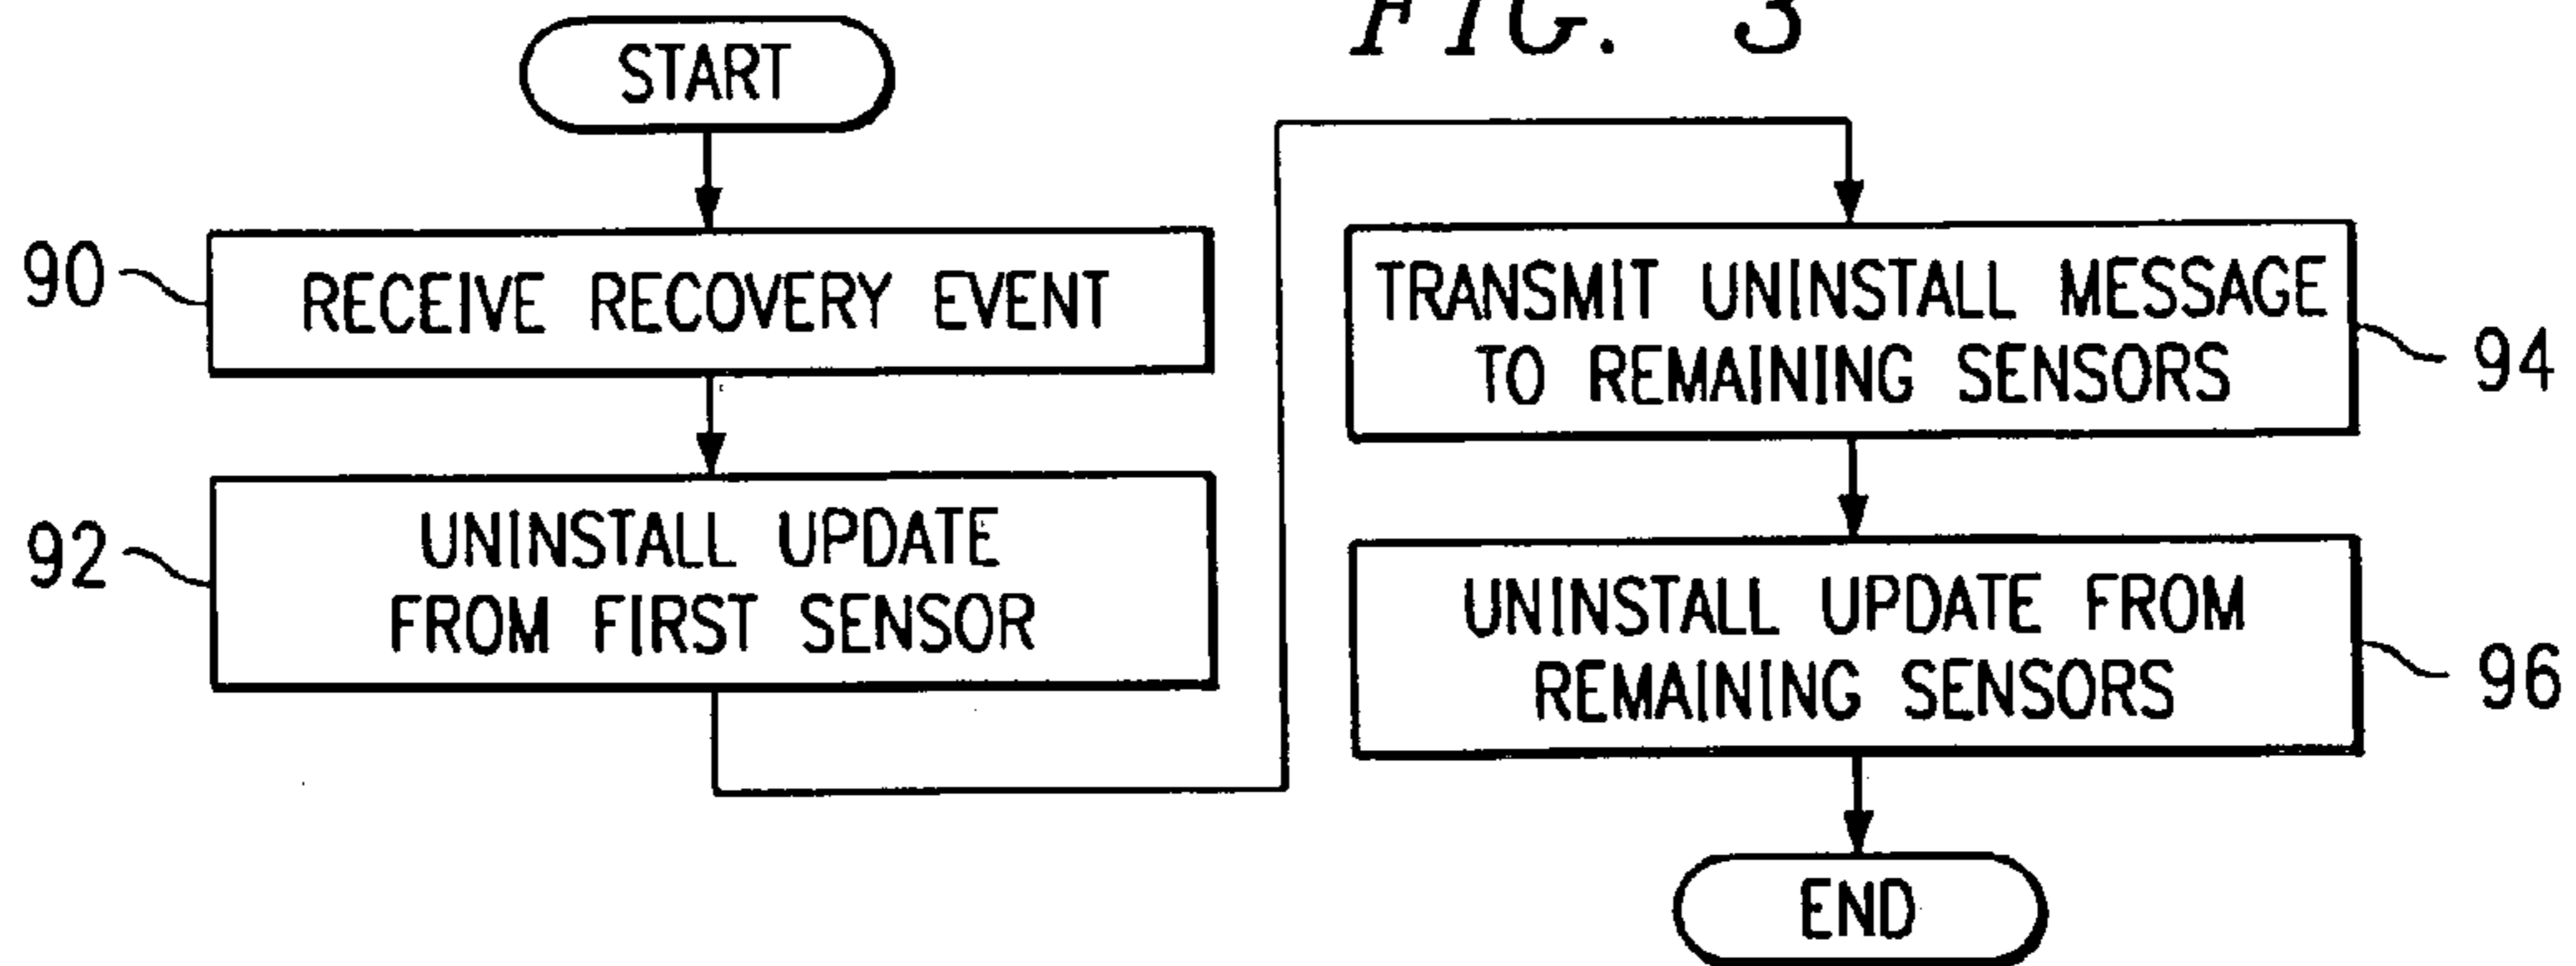 FIG. 3
START
90
RECEIVE RECOVERY EVENT
92
UNINSTALL UPDATE
FROM FIRST SENSOR
TRANSMIT UNINSTALL MESSAGE
TO REMAINING SENSORS
94
UNINSTALL UPDATE FROM
REMAINING SENSORS
96
END